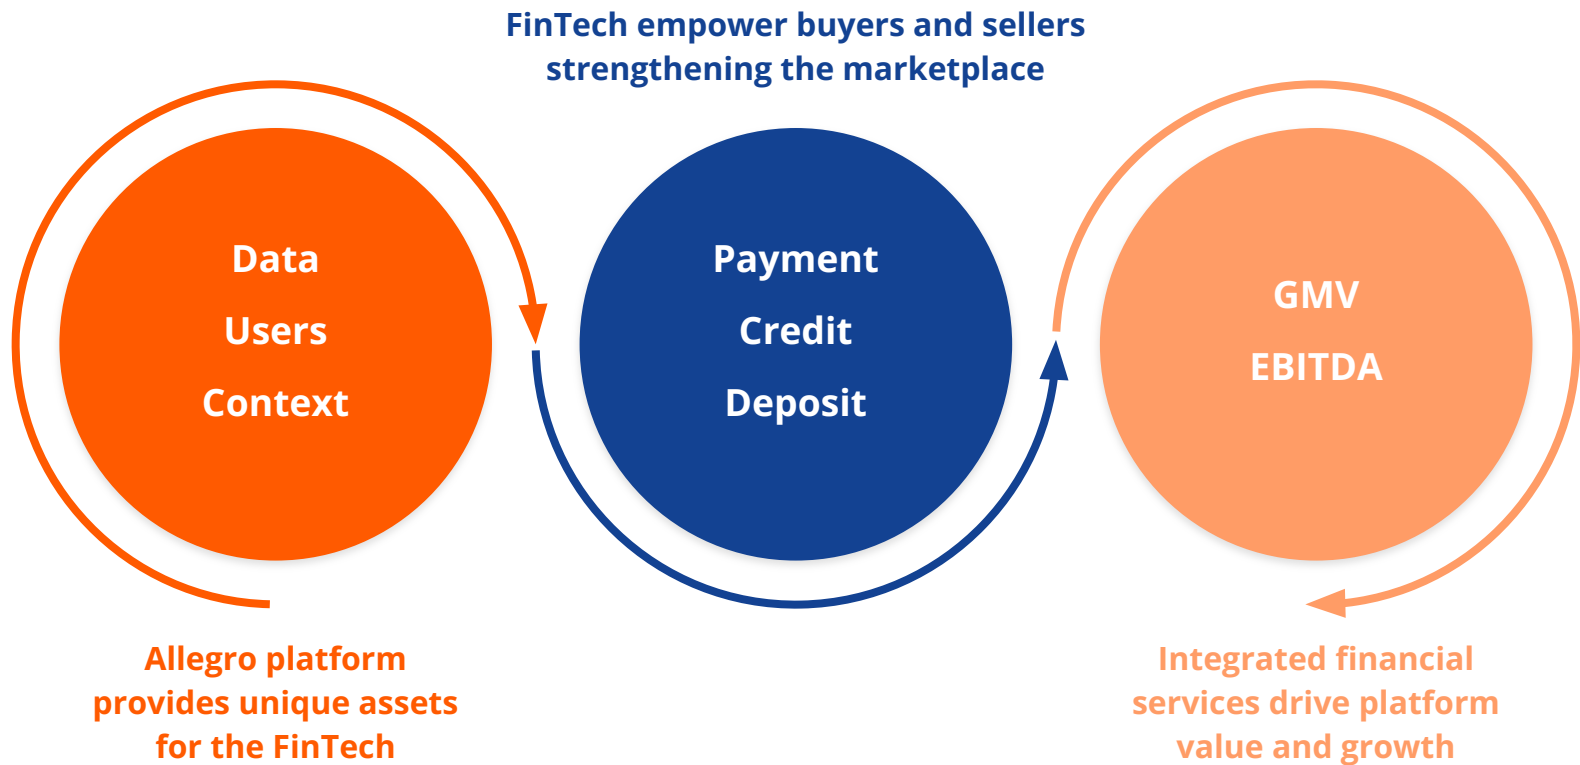 FinTech empower buyers and sellers
strengthening the marketplace
Data
Users
Context
Payment
Credit
Deposit
GMV
EBITDA
Allegro platform
provides unique assets
for the FinTech
Integrated financial
services drive platform
value and growth